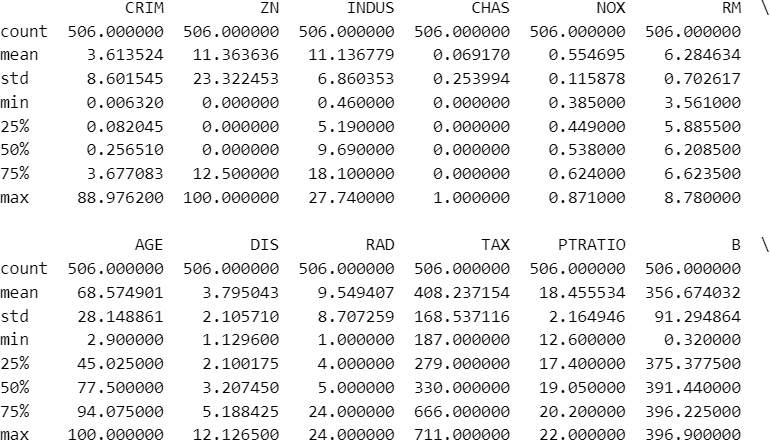 CRIM          ZN       INDUS        CHAS         NOX          RM  \
count  506.000000  506.000000  506.000000  506.000000  506.000000  506.000000
mean     3.613524   11.363636   11.136779    0.069170    0.554695    6.284634
std      8.601545   23.322453    6.860353    0.253994    0.115878    0.702617
min      0.006320    0.000000    0.460000    0.000000    0.385000    3.561000
25%      0.082045    0.000000    5.190000    0.000000    0.449000    5.885500
50%      0.256510    0.000000    9.690000    0.000000    0.538000    6.208500
75%      3.677083   12.500000   18.100000    0.000000    0.624000    6.623500
max     88.976200  100.000000   27.740000    1.000000    0.871000    8.780000

              AGE         DIS         RAD         TAX     PTRATIO           B  \
count  506.000000  506.000000  506.000000  506.000000  506.000000  506.000000
mean    68.574901    3.795043    9.549407  408.237154   18.455534  356.674032
std     28.148861    2.105710    8.707259  168.537116    2.164946   91.294864
min      2.900000    1.129600    1.000000  187.000000   12.600000    0.320000
25%     45.025000    2.100175    4.000000  279.000000   17.400000  375.377500
50%     77.500000    3.207450    5.000000  330.000000   19.050000  391.440000
75%     94.075000    5.188425   24.000000  666.000000   20.200000  396.225000
max    100.000000   12.126500   24.000000  711.000000   22.000000  396.900000